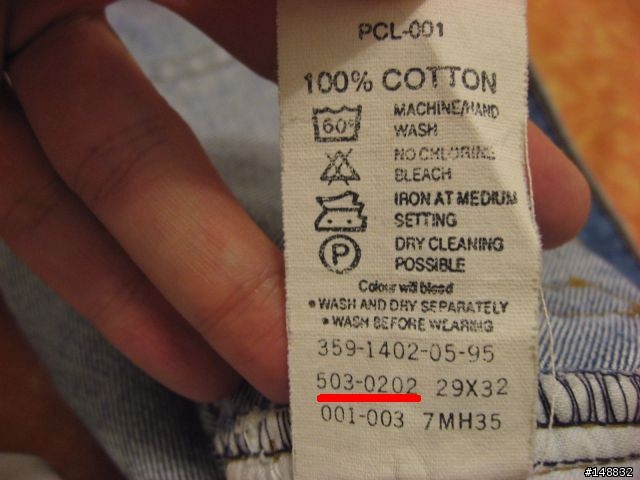 PCL-001
100% COTTON
60°
MACHINE/HAND
WASH
NO CHLORINE
BLEACH
IRON AT MEDIUM
SETTING
P
DRY CLEANING
POSSIBLE
Colour will bleed
• WASH AND DRY SEPARATELY
• WASH BEFORE WEARING
359-1402-05-95
503-0202 29X32
001-003 7MH35
#148832